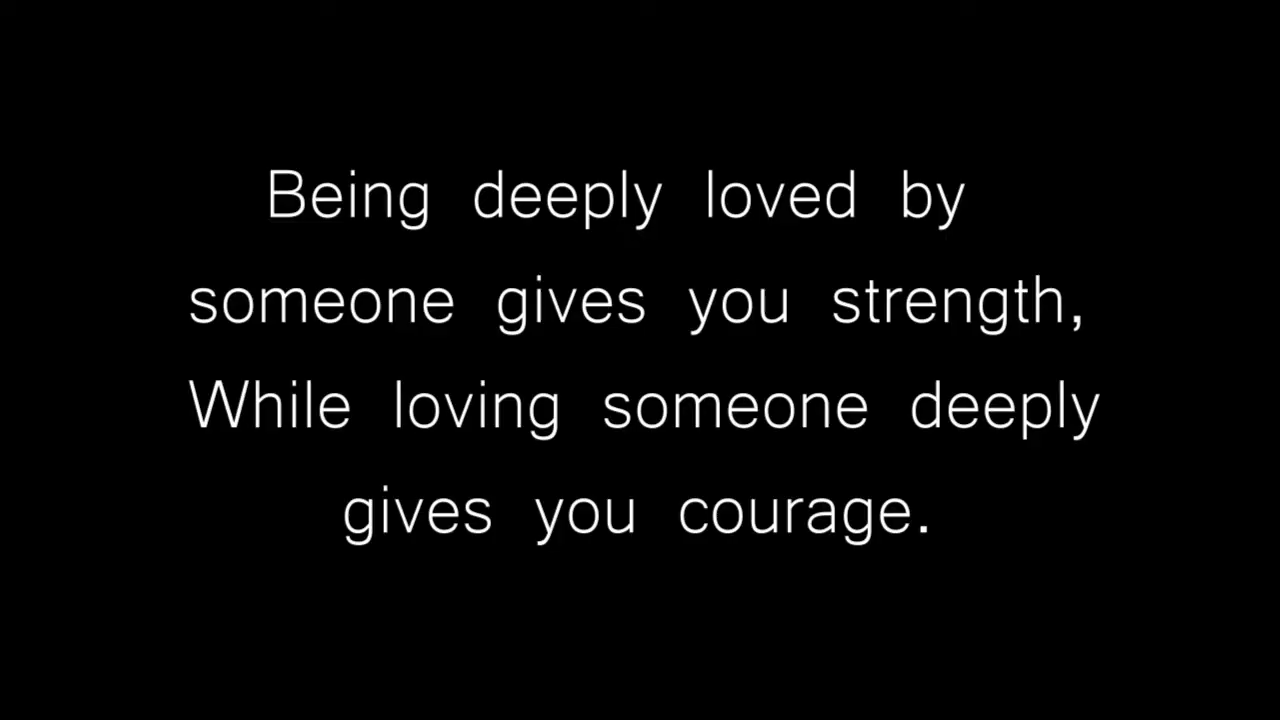 Being deeply loved by
someone gives you strength,
While loving someone deeply
gives you courage.